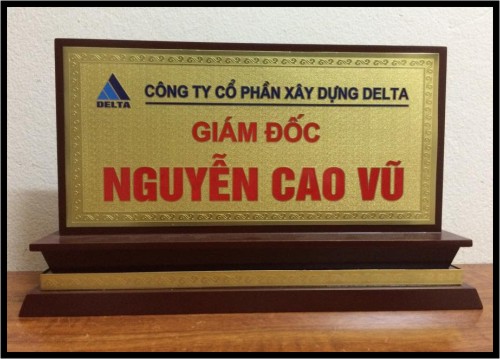 DELTA
CÔNG TY CỔ PHẦN XÂY DỰNG DELTA
GIÁM ĐỐC
NGUYỄN CAO VŨ